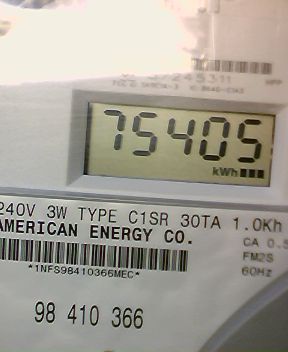 75405
kWh
240V 3W TYPE C1SR 30TA 1.0Kh
AMERICAN ENERGY CO.
CA 0.5
FM2S
60Hz
*1NFS98410366MEC*
98 410 366